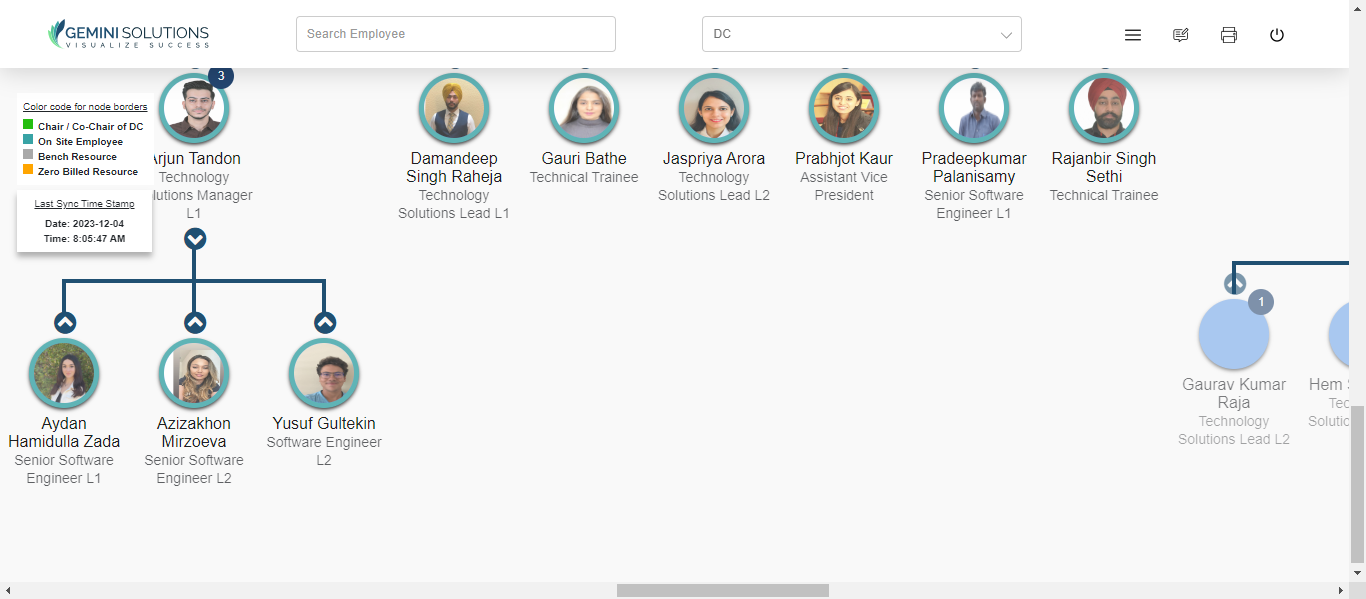 GEMINI SOLUTIONS
VISUALIZE SUCCESS
Search Employee
DC
3
Color code for node borders
Chair / Co-Chair of DC
On Site Employee
Bench Resource
Zero Billed Resource
Last Sync Time Stamp
Date: 2023-12-04
Time: 8:05:47 AM
Arjun Tandon
Technology
Solutions Manager
L1
Damandeep
Singh Raheja
Technology
Solutions Lead L1
Gauri Bathe
Technical Trainee
Jaspriya Arora
Technology
Solutions Lead L2
Prabhjot Kaur
Assistant Vice
President
Pradeepkumar
Palanisamy
Senior Software
Engineer L1
Rajanbir Singh
Sethi
Technical Trainee
Aydan
Hamidulla Zada
Senior Software
Engineer L1
Azizakhon
Mirzoeva
Senior Software
Engineer L2
Yusuf Gultekin
Software Engineer
L2
1
Gaurav Kumar
Raja
Technology
Solutions Lead L2
Hem